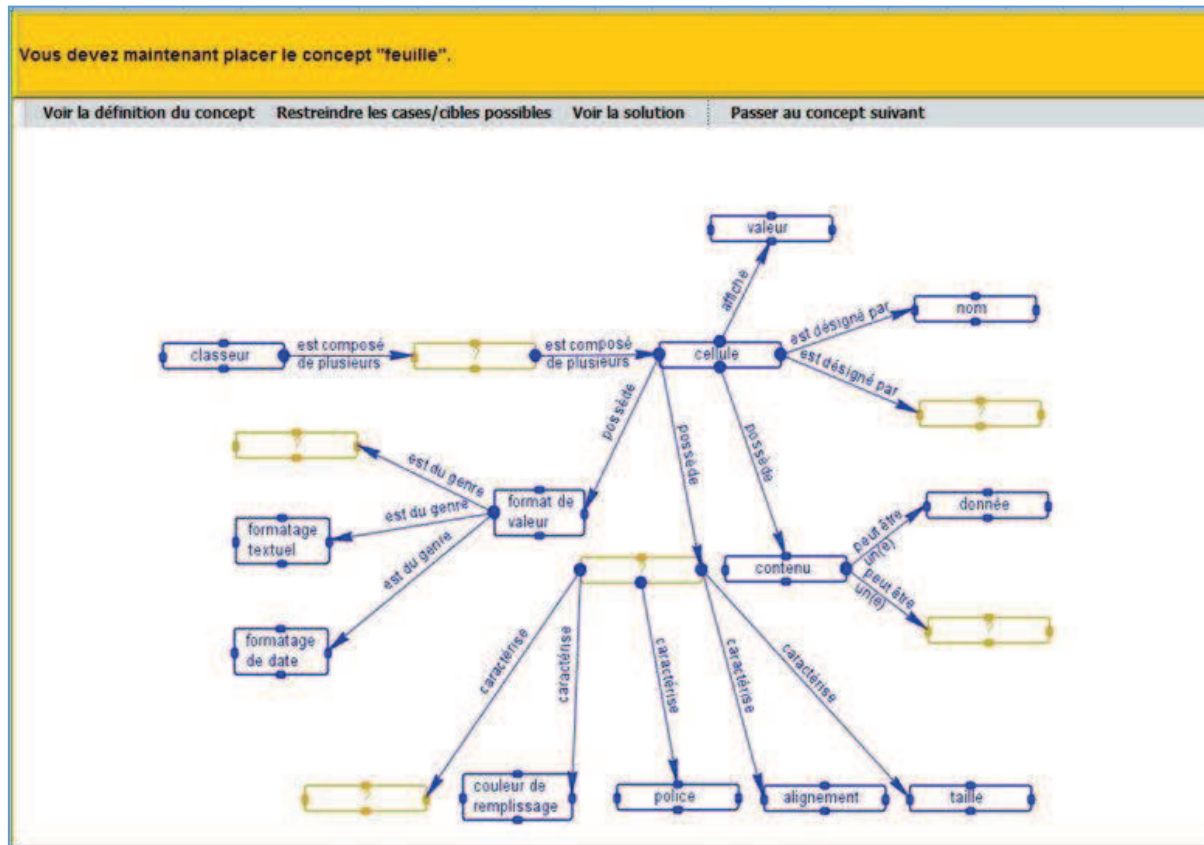 Vous devez maintenant placer le concept "feuille".
Voir la définition du concept Restreindre les cases/cibles possibles Voir la solution Passer au concept suivant
valeur
affiche
nom
est désigné par
classeur
est composé
de plusieurs
?
est composé
de plusieurs
cellule
est désigné par
?
possède
possède
possède
?
est du genre
format de
valeur
est du genre
formatage
textuel
est du genre
formatage
de date
donnée
peut être
un(e)
contenu
peut être
un(e)
?
?
caractérise
caractérise
caractérise
caractérise
caractérise
?
couleur de
remplissage
police
alignement
taille